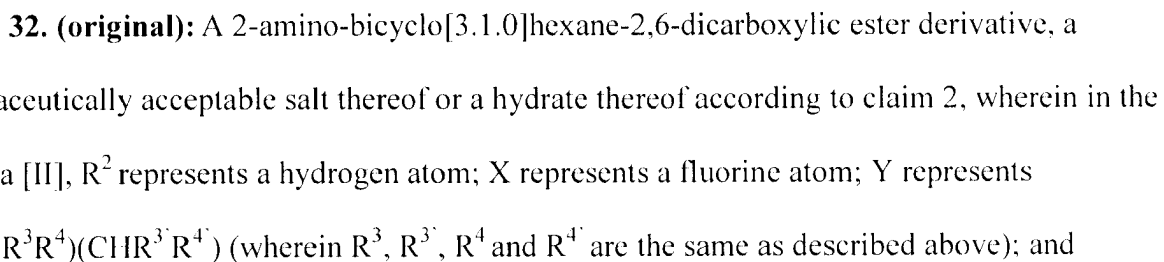 32. (original): A 2-amino-bicyclo[3.1.0]hexane-2,6-dicarboxylic ester derivative, a
aceutically acceptable salt thereof or a hydrate thereof according to claim 2, wherein in the
a [II], R² represents a hydrogen atom; X represents a fluorine atom; Y represents
R³R⁴)(CHR³`R⁴`) (wherein R³, R³`, R⁴ and R⁴` are the same as described above); and